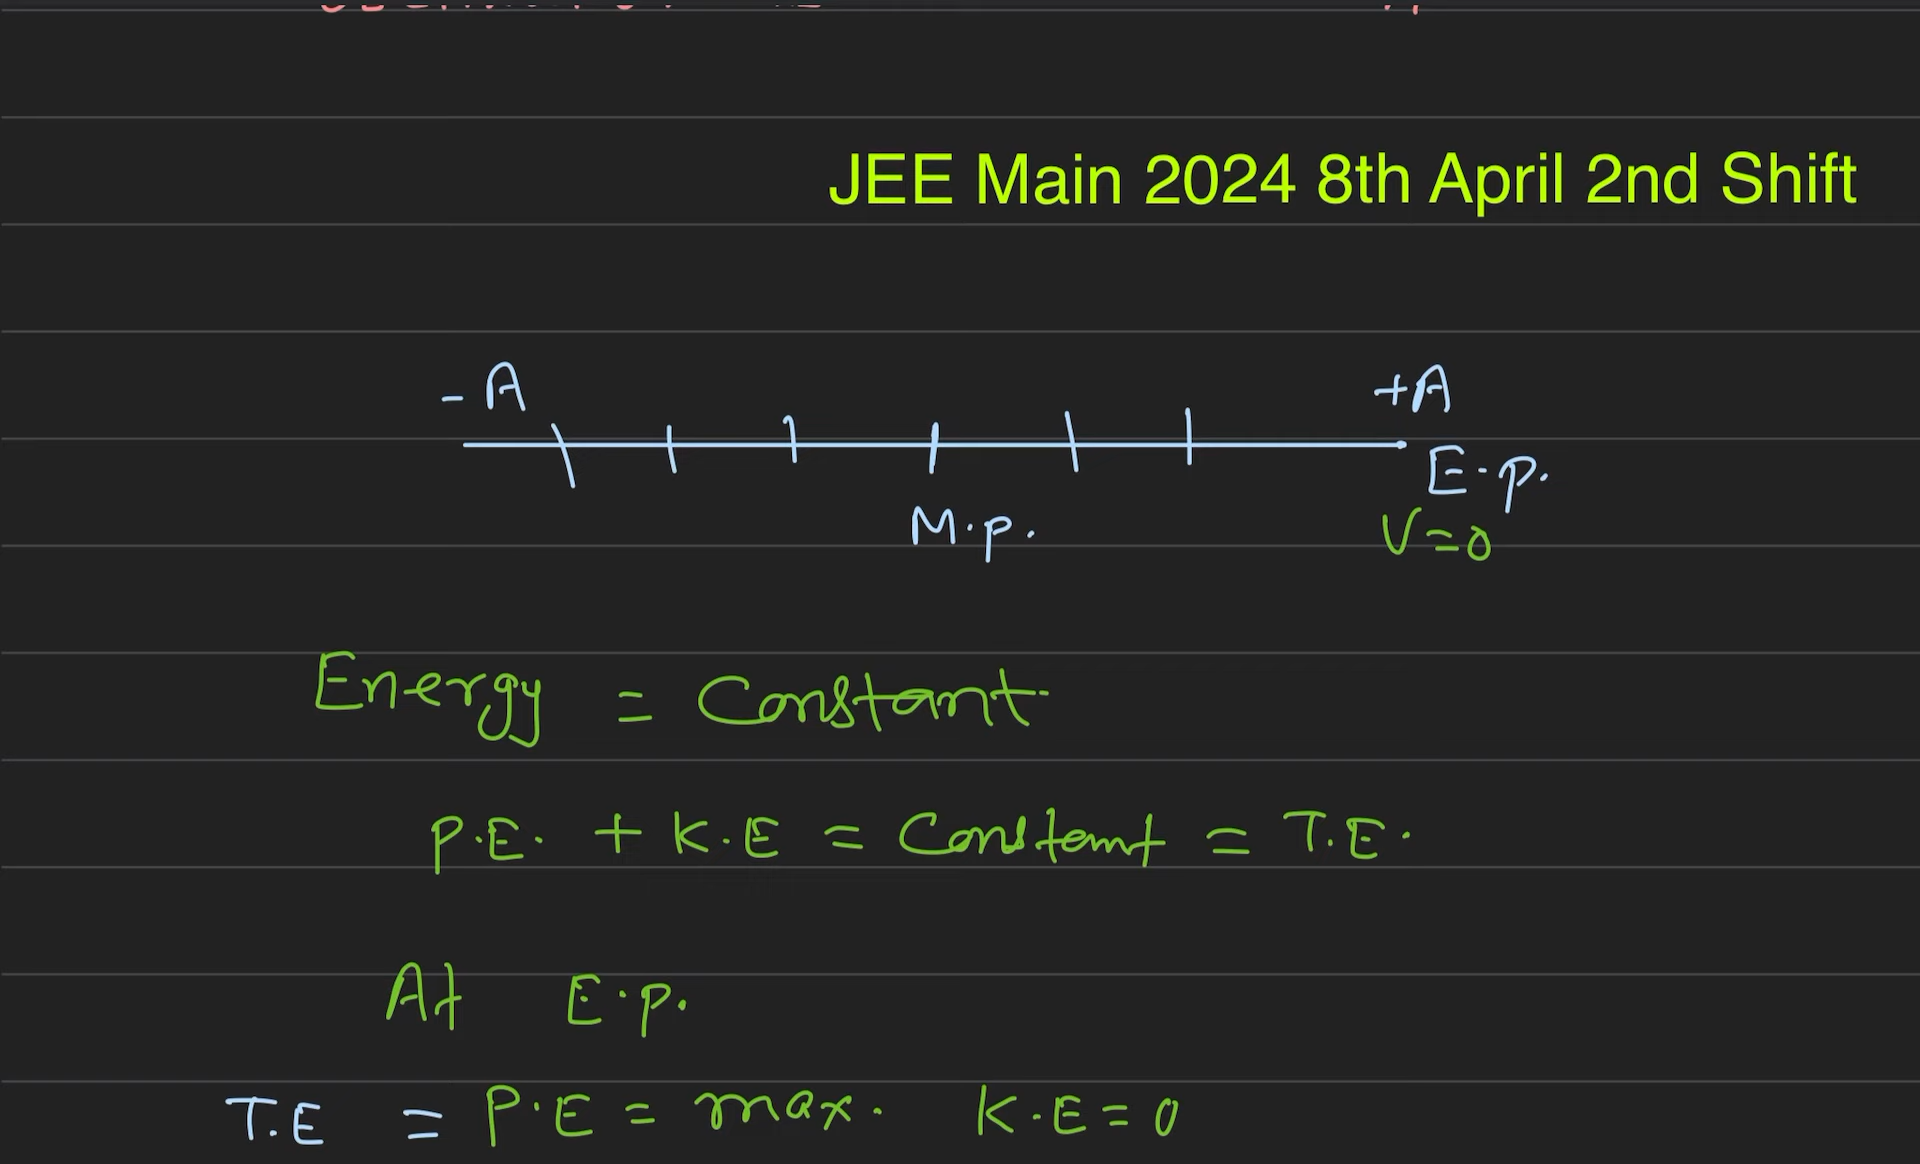 JEE Main 2024 8th April 2nd Shift
- A +A
E.p.
M.p. V=0
Energy = Constant
P.E. + K.E = Constant = T.E.
At E.p.
T.E = P.E = max. K.E=0